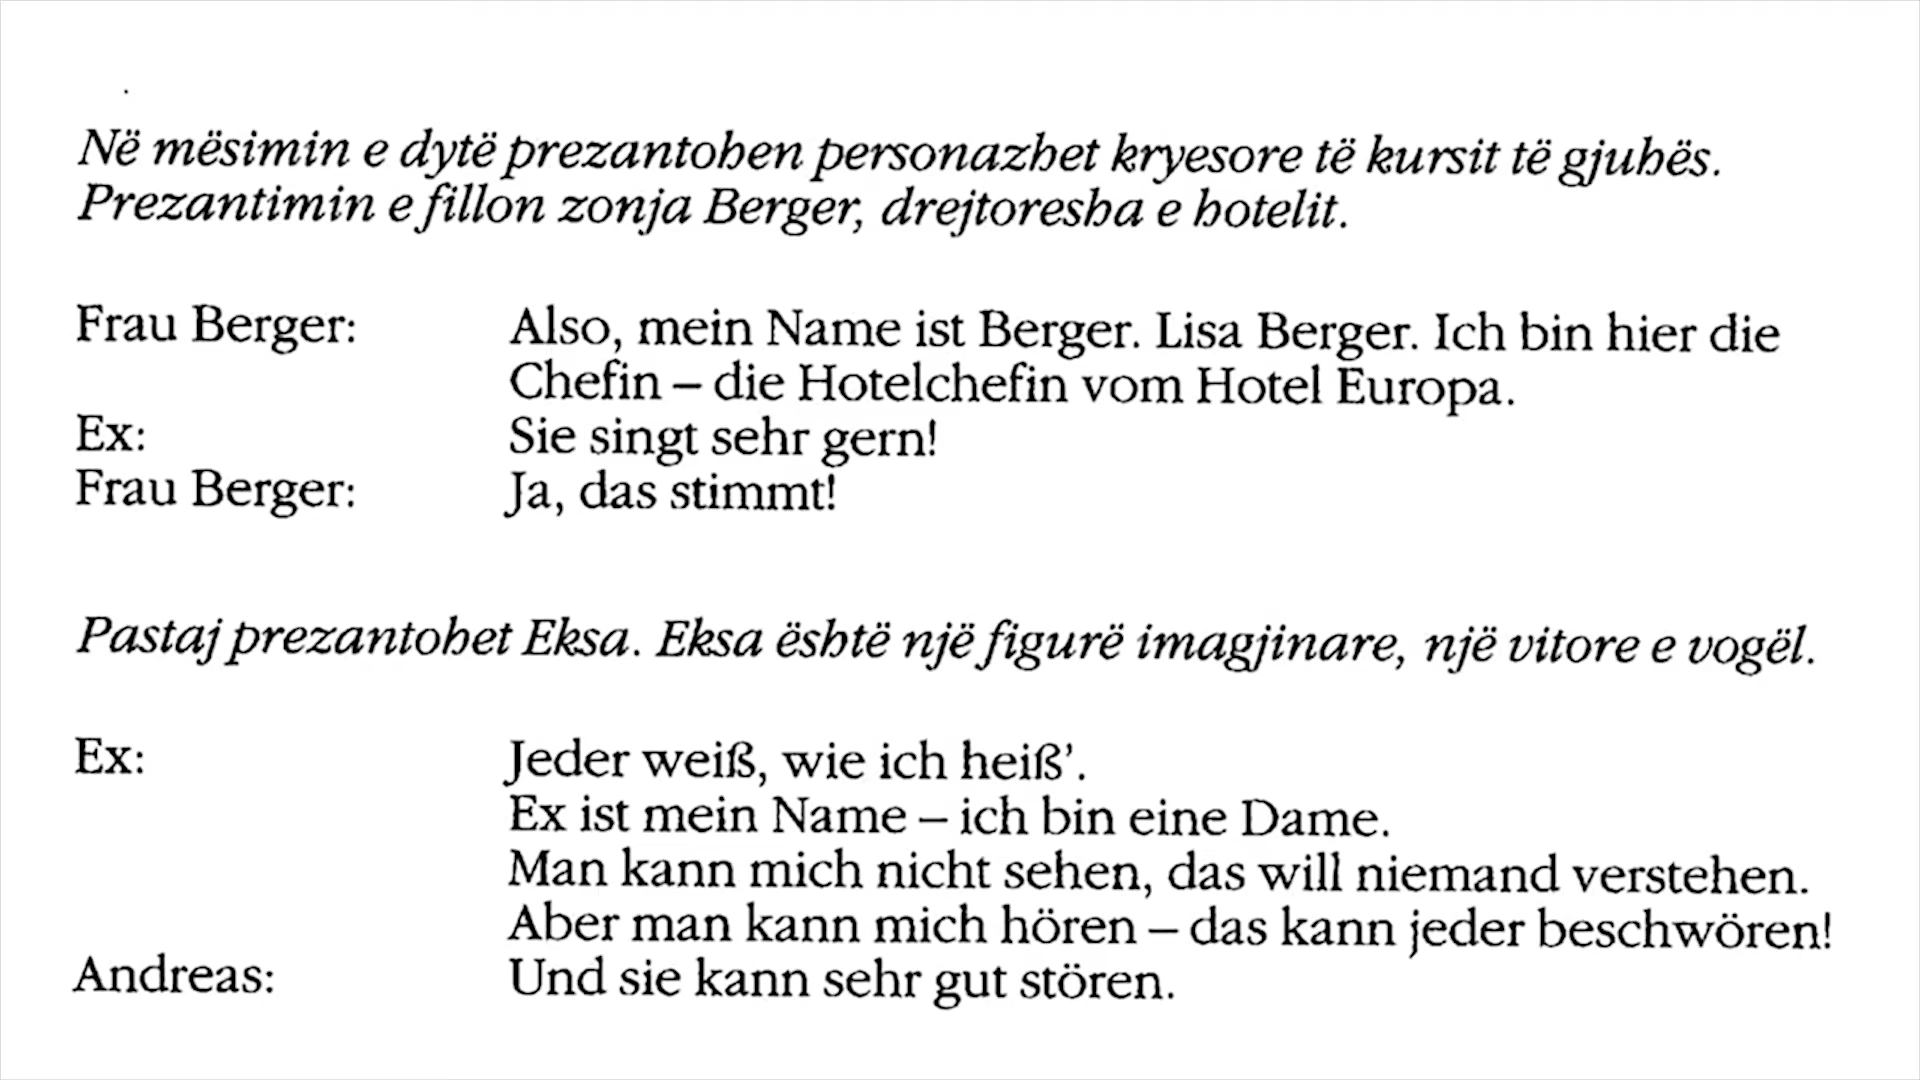 Në mësimin e dytë prezantohen personazhet kryesore të kursit të gjuhës.
Prezantimin e fillon zonja Berger, drejtoresha e hotelit.
Frau Berger: Also, mein Name ist Berger. Lisa Berger. Ich bin hier die
Chefin – die Hotelchefin vom Hotel Europa.
Ex: Sie singt sehr gern!
Frau Berger: Ja, das stimmt!
Pastaj prezantohet Eksa. Eksa është një figurë imagjinare, një vitore e vogël.
Ex: Jeder weiß, wie ich heiß’.
Ex ist mein Name – ich bin eine Dame.
Man kann mich nicht sehen, das will niemand verstehen.
Aber man kann mich hören – das kann jeder beschwören!
Andreas: Und sie kann sehr gut stören.